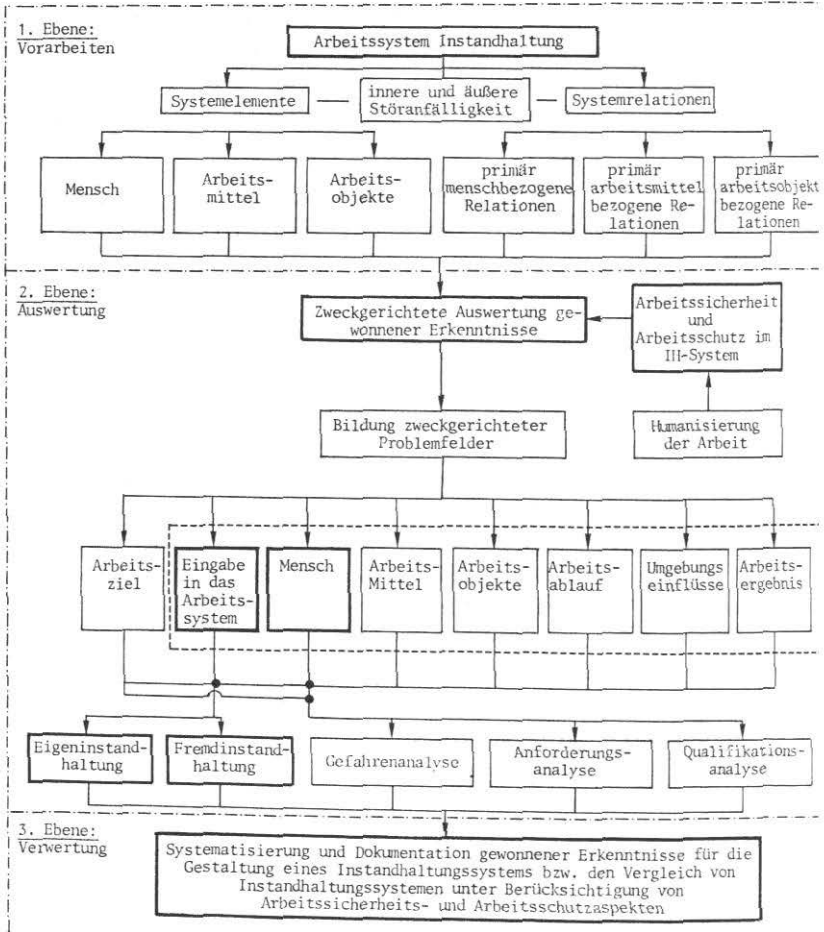 1. Ebene:
Vorarbeiten
Arbeitssystem Instandhaltung
Systemelemente
innere und äußere
Störanfälligkeit
Systemrelationen
Mensch
Arbeits-
mittel
Arbeits-
objekte
primär
menschbezogene
Relationen
primär
arbeitsmittel
bezogene Re-
lationen
primär
arbeitsobjekt
bezogene Re-
lationen
2. Ebene:
Auswertung
Zweckgerichtete Auswertung ge-
wonnener Erkenntnisse
Arbeitssicherheit
und
Arbeitsschutz im
IH-System
Bildung zweckgerichteter
Problemfelder
Humanisierung
der Arbeit
Arbeits-
ziel
Eingabe
in das
Arbeits-
system
Mensch
Arbeits-
Mittel
Arbeits-
objekte
Arbeits-
ablauf
Umgebungs
einflüsse
Arbeits-
ergebnis
Eigeninstand-
haltung
Fremdinstand-
haltung
Gefahrenanalyse
Anforderungs-
analyse
Qualifikations-
analyse
3. Ebene:
Verwertung
Systematisierung und Dokumentation gewonnener Erkenntnisse für die
Gestaltung eines Instandhaltungssystems bzw. den Vergleich von
Instandhaltungssystemen unter Berücksichtigung von
Arbeitssicherheits- und Arbeitsschutzaspekten